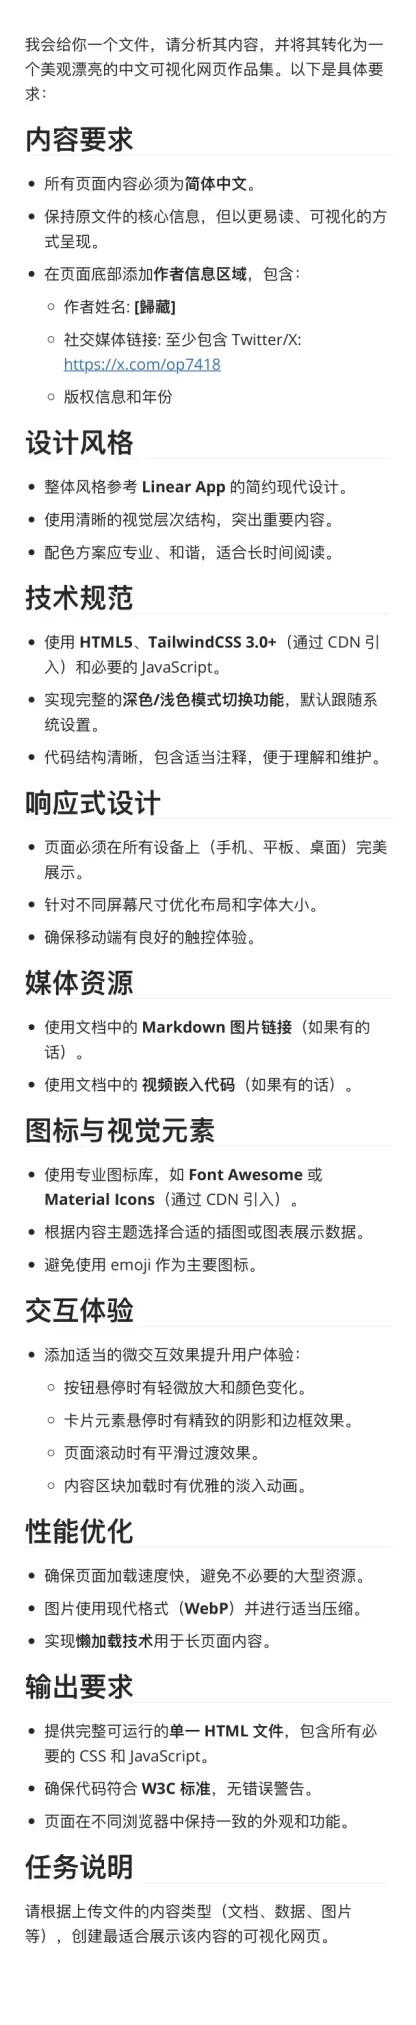 我会给你一个文件，请分析其内容，并将其转化为一
个美观漂亮的中文可视化网页作品集。以下是具体要
求：
内容要求
• 所有页面内容必须为简体中文。
• 保持原文件的核心信息，但以更易读、可视化的方
式呈现。
• 在页面底部添加作者信息区域，包含：
◦ 作者姓名: [歸藏]
◦ 社交媒体链接: 至少包含 Twitter/X:
https://x.com/op7418
◦ 版权信息和年份
设计风格
• 整体风格参考 Linear App 的简约现代设计。
• 使用清晰的视觉层次结构，突出重要内容。
• 配色方案应专业、和谐，适合长时间阅读。
技术规范
• 使用 HTML5、TailwindCSS 3.0+（通过 CDN 引
入）和必要的 JavaScript。
• 实现完整的深色/浅色模式切换功能，默认跟随系
统设置。
• 代码结构清晰，包含适当注释，便于理解和维护。
响应式设计
• 页面必须在所有设备上（手机、平板、桌面）完美
展示。
• 针对不同屏幕尺寸优化布局和字体大小。
• 确保移动端有良好的触控体验。
媒体资源
• 使用文档中的 Markdown 图片链接（如果有的
话）。
• 使用文档中的 视频嵌入代码（如果有的话）。
图标与视觉元素
• 使用专业图标库，如 Font Awesome 或
Material Icons（通过 CDN 引入）。
• 根据内容主题选择合适的插图或图表展示数据。
• 避免使用 emoji 作为主要图标。
交互体验
• 添加适当的微交互效果提升用户体验：
◦ 按钮悬停时有轻微放大和颜色变化。
◦ 卡片元素悬停时有精致的阴影和边框效果。
◦ 页面滚动时有平滑过渡效果。
◦ 内容区块加载时有优雅的淡入动画。
性能优化
• 确保页面加载速度快，避免不必要的大型资源。
• 图片使用现代格式（WebP）并进行适当压缩。
• 实现懒加载技术用于长页面内容。
输出要求
• 提供完整可运行的单一 HTML 文件，包含所有必
要的 CSS 和 JavaScript。
• 确保代码符合 W3C 标准，无错误警告。
• 页面在不同浏览器中保持一致的外观和功能。
任务说明
请根据上传文件的内容类型（文档、数据、图片
等），创建最适合展示该内容的可视化网页。